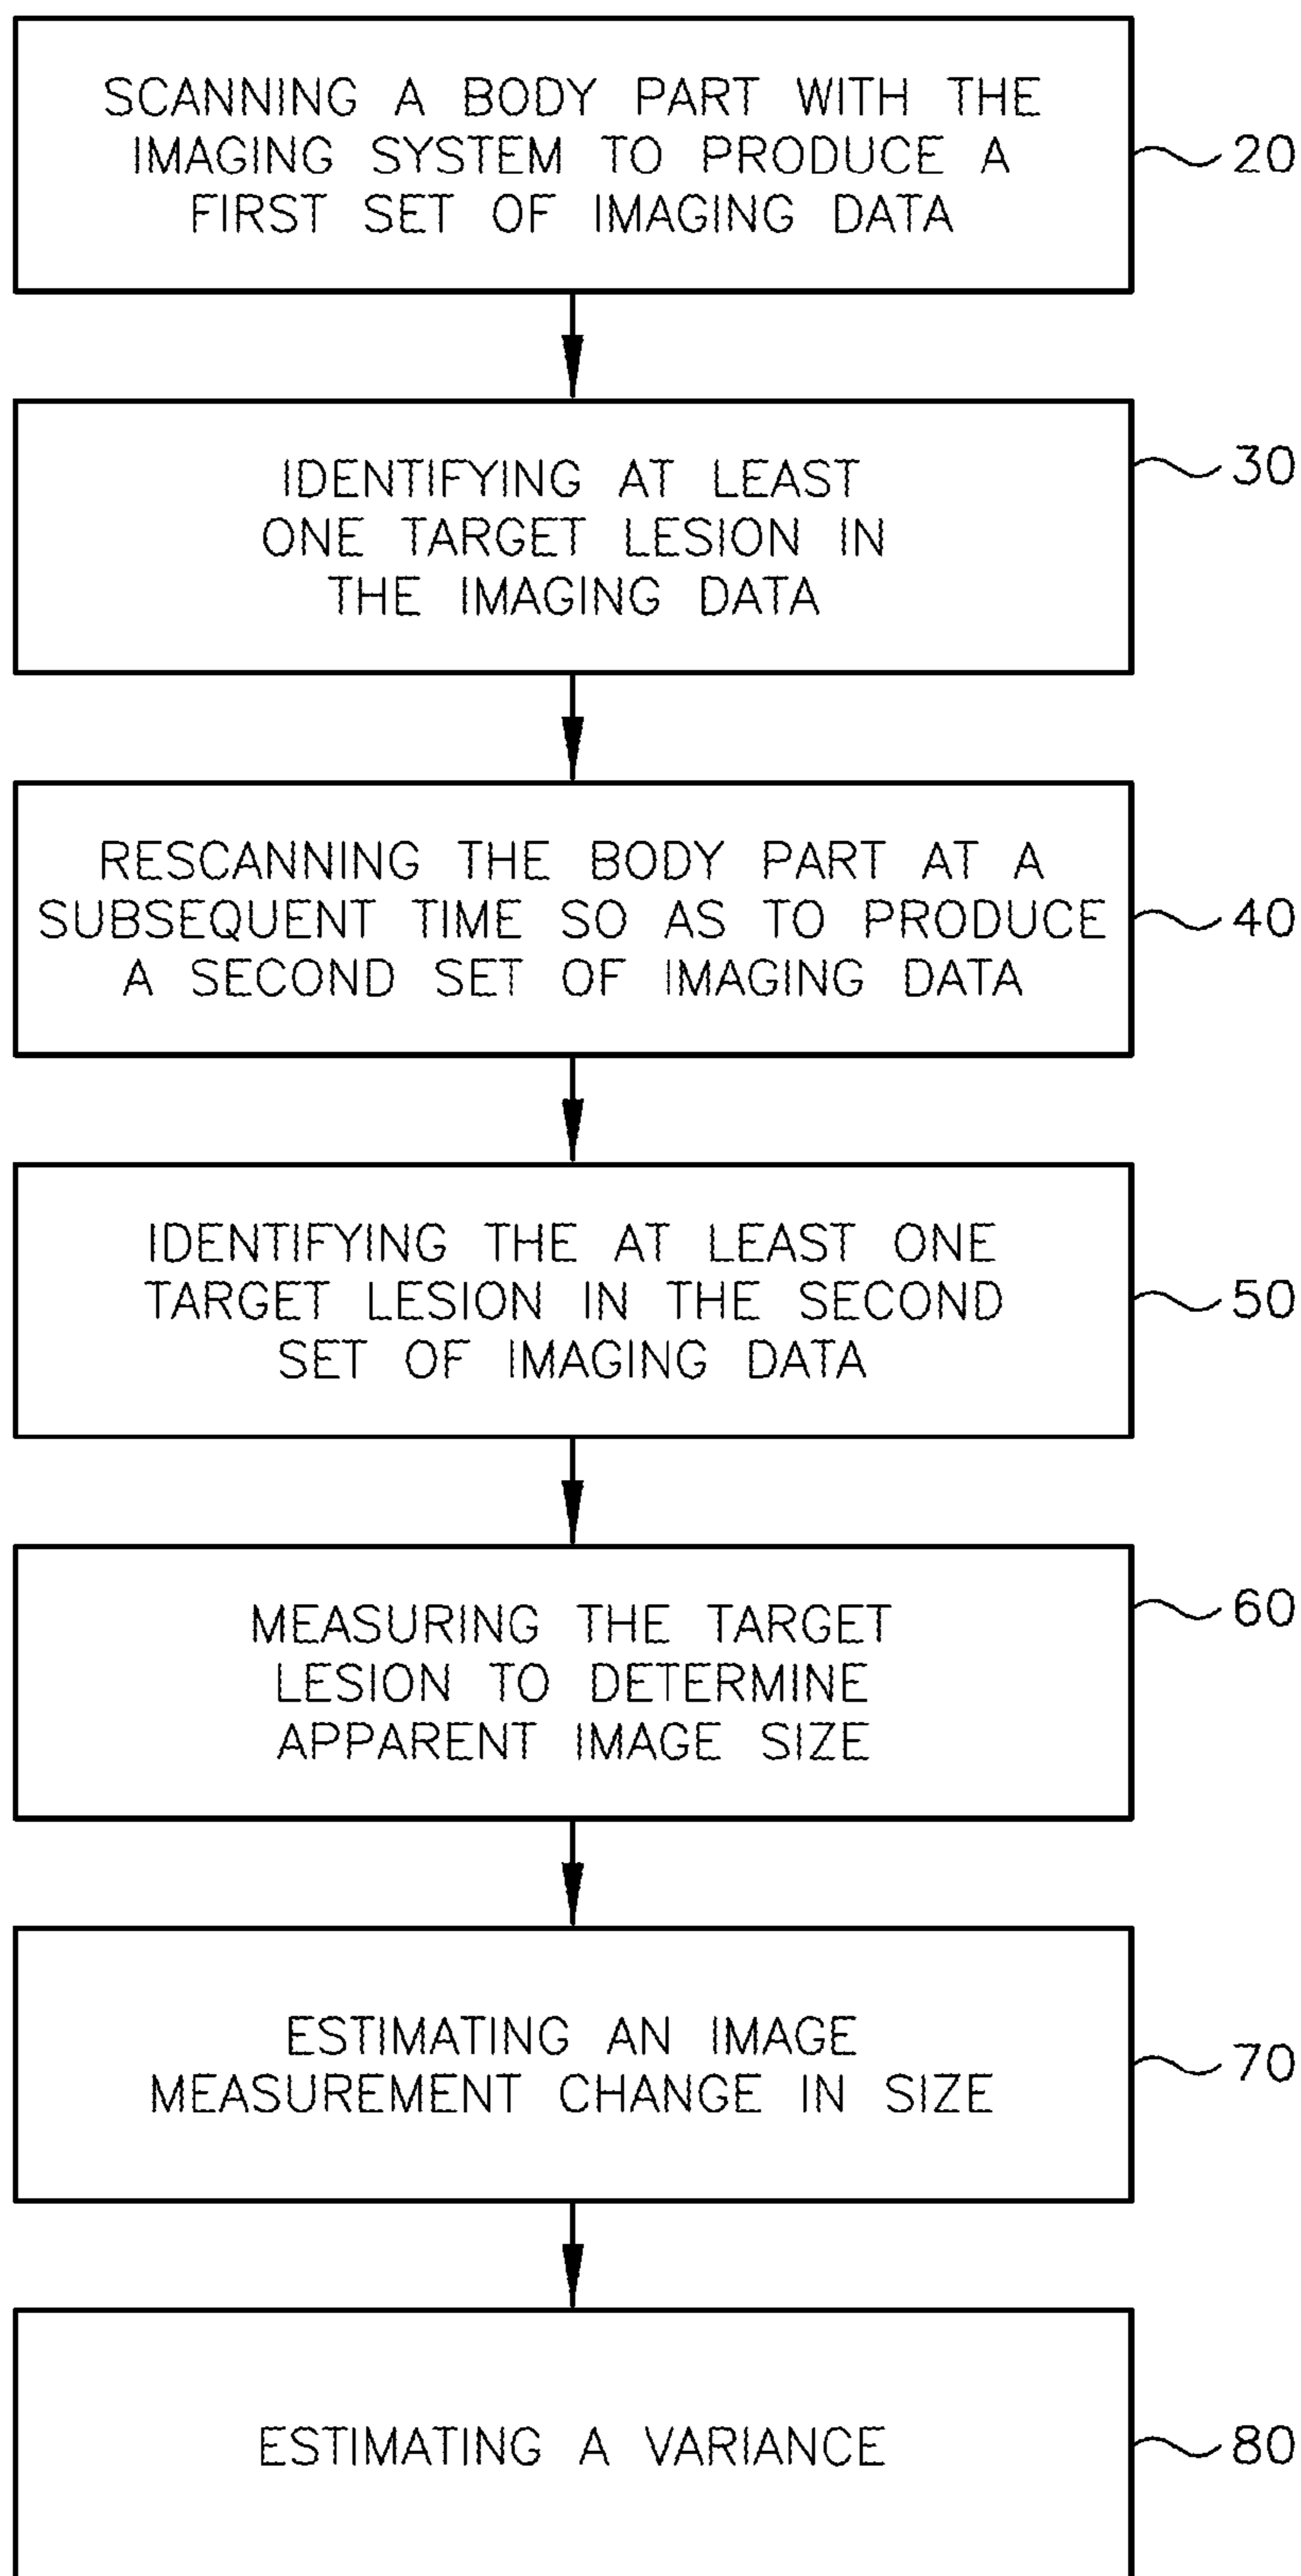 SCANNING A BODY PART WITH THE
IMAGING SYSTEM TO PRODUCE A
FIRST SET OF IMAGING DATA
20
IDENTIFYING AT LEAST
ONE TARGET LESION IN
THE IMAGING DATA
30
RESCANNING THE BODY PART AT A
SUBSEQUENT TIME SO AS TO PRODUCE
A SECOND SET OF IMAGING DATA
40
IDENTIFYING THE AT LEAST ONE
TARGET LESION IN THE SECOND
SET OF IMAGING DATA
50
MEASURING THE TARGET
LESION TO DETERMINE
APPARENT IMAGE SIZE
60
ESTIMATING AN IMAGE
MEASUREMENT CHANGE IN SIZE
70
ESTIMATING A VARIANCE
80